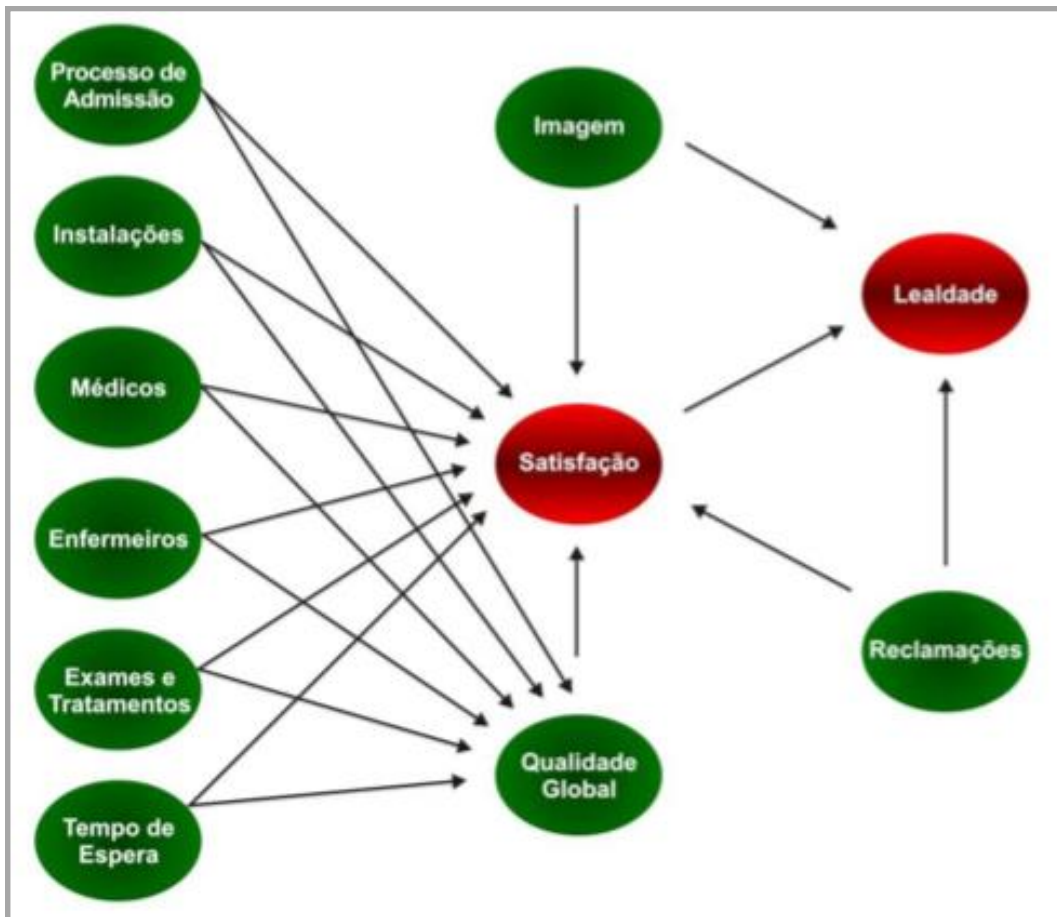 Processo de
Admissão
Instalações
Médicos
Enfermeiros
Exames e
Tratamentos
Tempo de
Espera
Imagem
Satisfação
Qualidade
Global
Lealdade
Reclamações